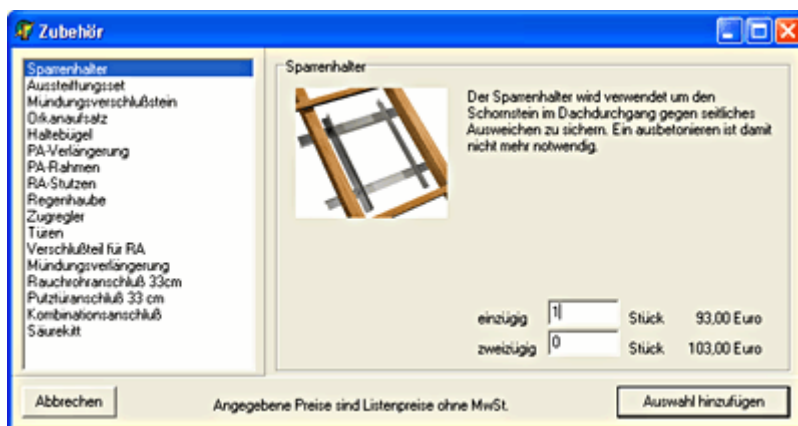 Zubehör
Sparrenhalter
Aussteiftungsset
Mündungsverschlußstein
Orkanaufsatz
Haltebügel
PA-Verlängerung
PA-Rahmen
RA-Stutzen
Regenhaube
Zugregler
Türen
Verschlußteil für RA
Mündungsverlängerung
Rauchrohranschluß 33cm
Putztüranschluß 33 cm
Kombinationsanschluß
Säurekitt
Sparrenhalter
Der Sparrenhalter wird verwendet um den
Schornstein im Dachdurchgang gegen seitliches
Ausweichen zu sichern. Ein ausbetonieren ist damit
nicht mehr notwendig.
einzügig 1 Stück 93,00 Euro
zweizügig 0 Stück 103,00 Euro
Abbrechen
Angegebene Preise sind Listenpreise ohne MwSt.
Auswahl hinzufügen